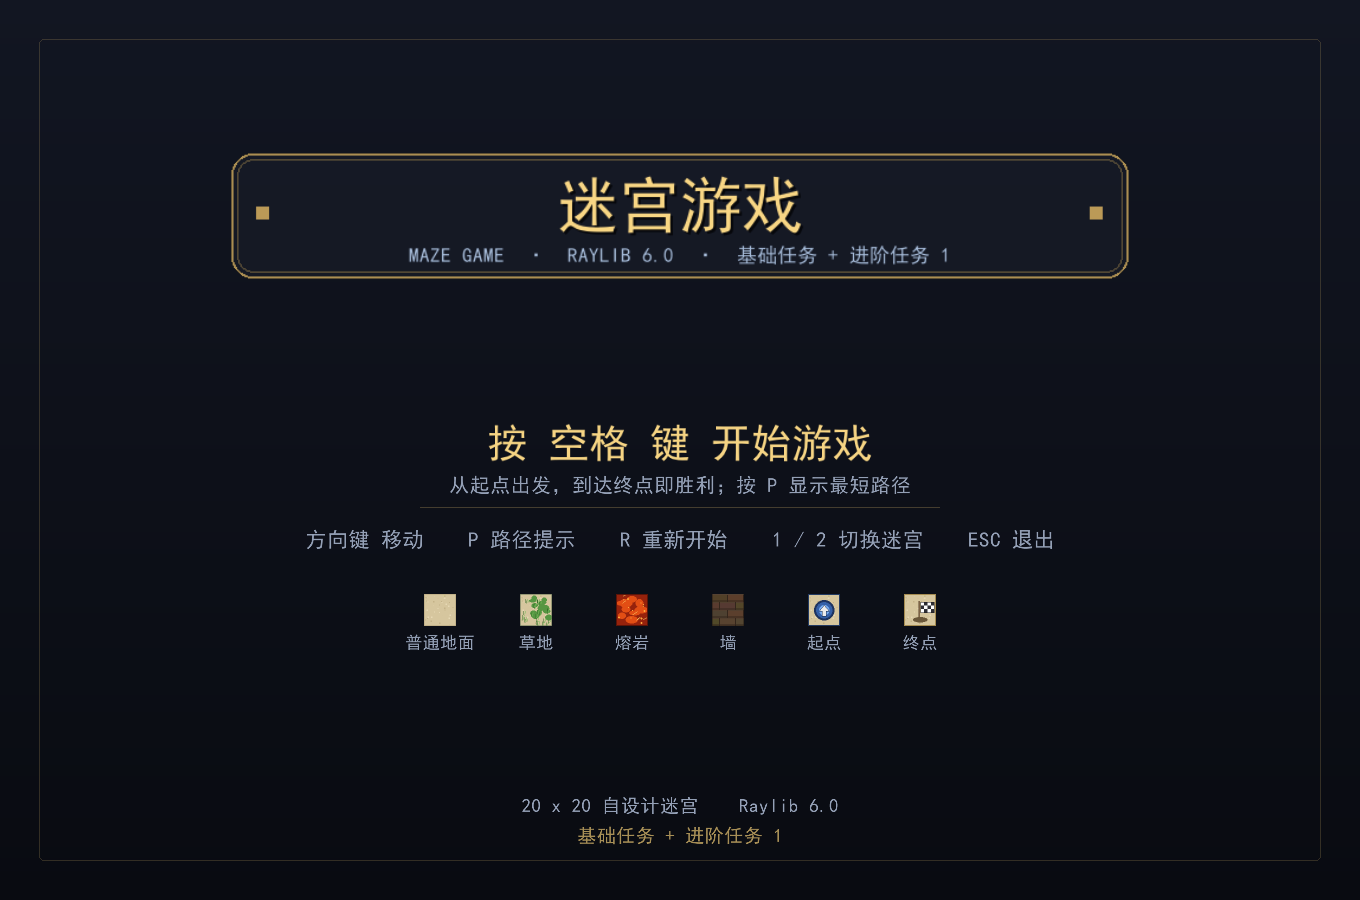 迷宫游戏
MAZE GAME · RAYLIB 6.0 · 基础任务 + 进阶任务 1
按 空格 键 开始游戏
从起点出发，到达终点即胜利；按 P 显示最短路径
方向键 移动 P 路径提示 R 重新开始 1 / 2 切换迷宫 ESC 退出
普通地面 草地 熔岩 墙 起点 终点
20 x 20 自设计迷宫 Raylib 6.0
基础任务 + 进阶任务 1